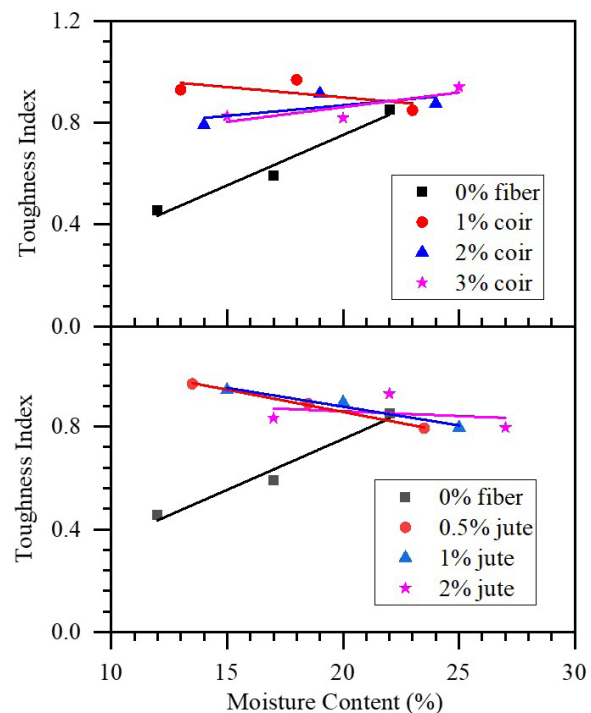 1.2
0.8
0.4
0.0
Toughness Index
0% fiber
1% coir
2% coir
3% coir
0.8
0.4
0.0
Toughness Index
0% fiber
0.5% jute
1% jute
2% jute
10 15 20 25 30
Moisture Content (%)